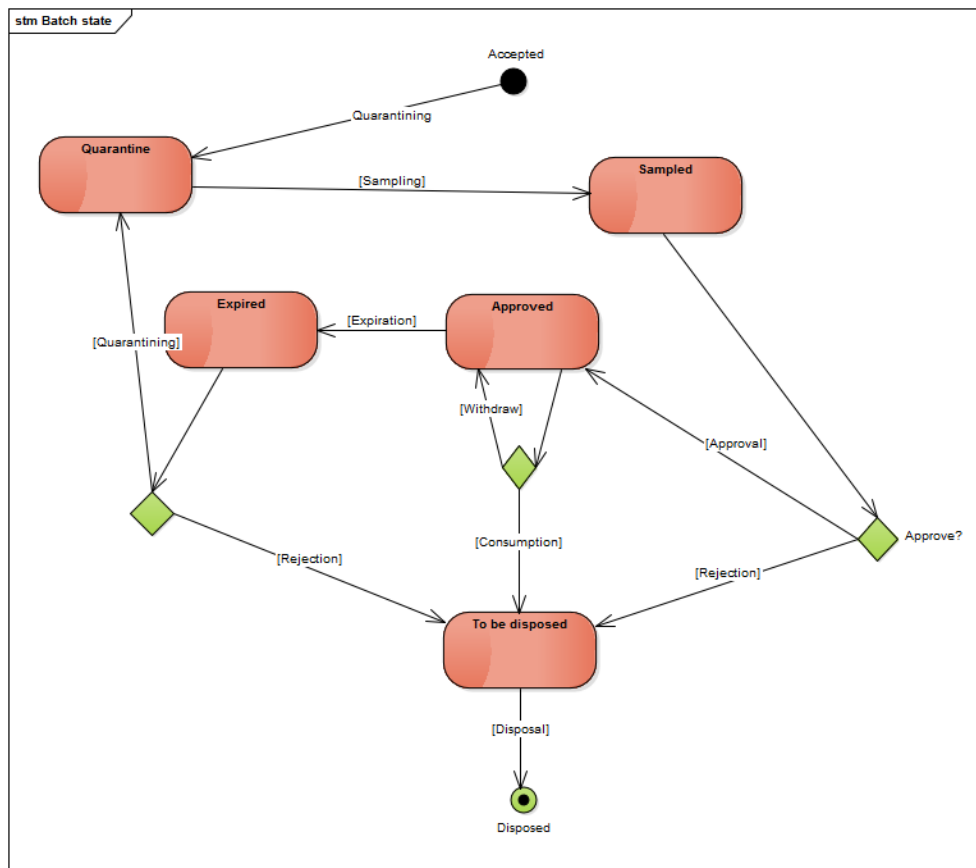 stm Batch state
Accepted
Quarantining
Quarantine
Sampled
[Sampling]
Expired
Approved
[Expiration]
[Quarantining]
[Withdraw]
[Approval]
Approve?
[Consumption]
[Rejection]
[Rejection]
To be disposed
[Disposal]
Disposed